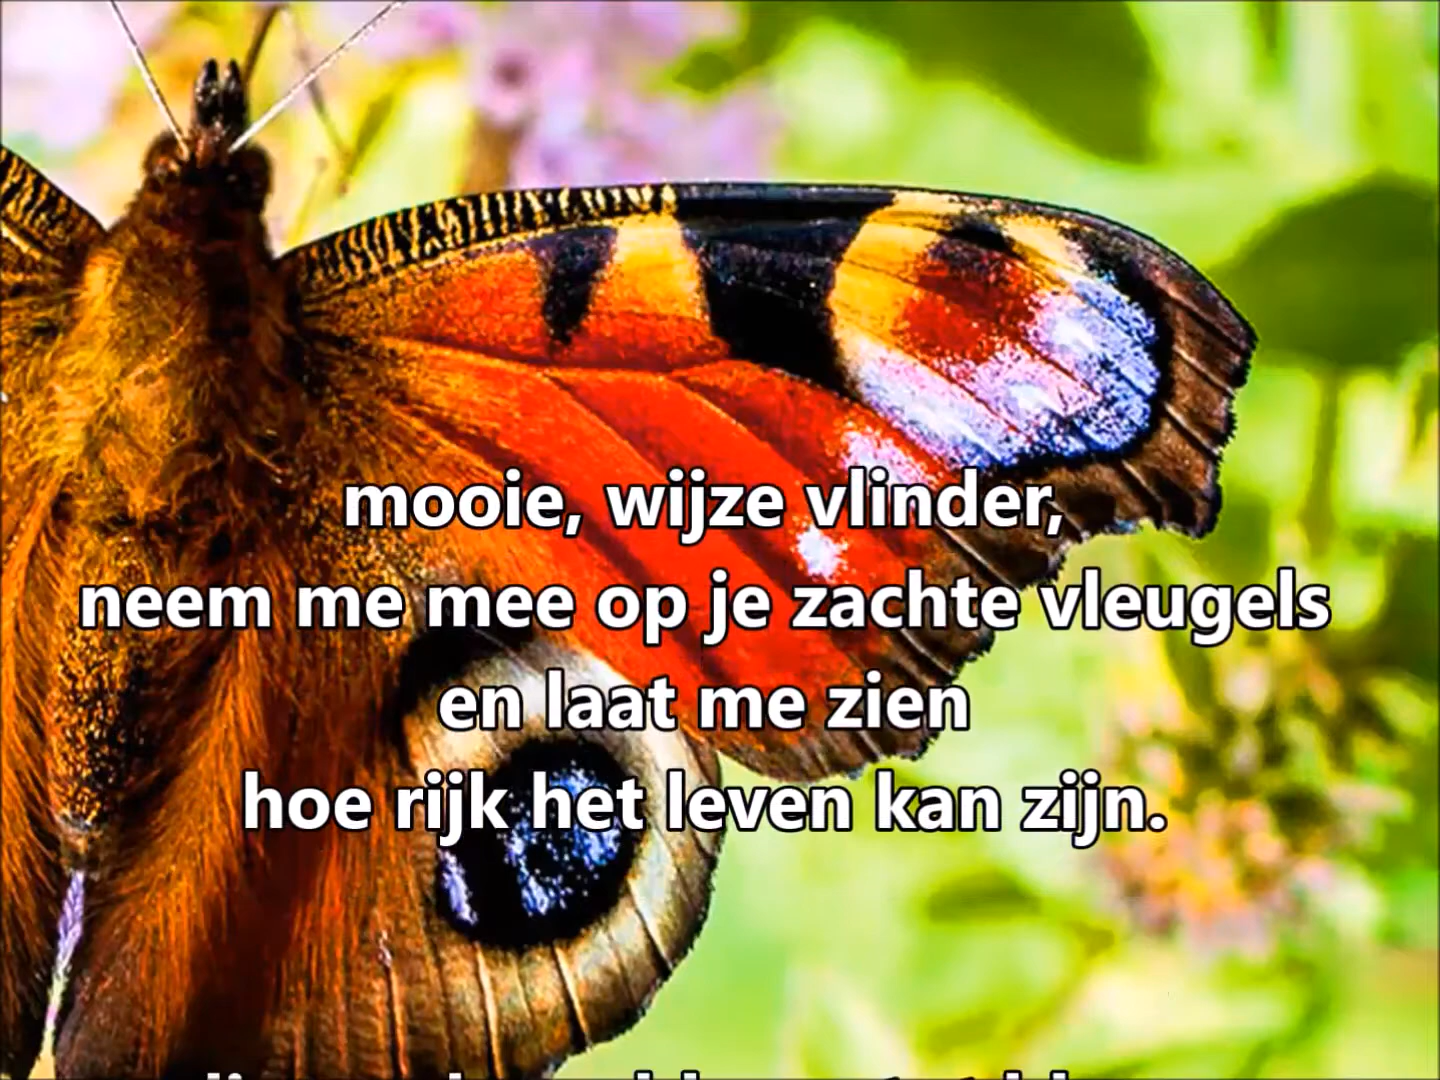 mooie, wijze vlinder,
neem me mee op je zachte vleugels
en laat me zien
hoe rijk het leven kan zijn.